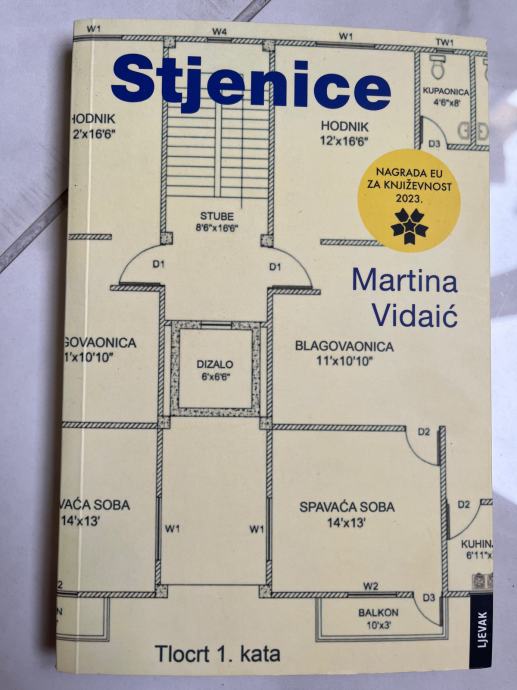 W1
W4
W1
TW1
Stjenice
HODNIK
2'x16'6"
HODNIK
12'x16'6"
KUPAONICA
4'6"x8'
D3
NAGRADA EU
ZA KNJIŽEVNOST
2023.
STUBE
8'6"x16'6"
D1
D1
Martina
Vidaić
GOVAONICA
1'x10'10"
DIZALO
6'x6'6"
BLAGOVAONICA
11'x10'10"
D2
VAĆA SOBA
14'x13'
W1
W1
SPAVAĆA SOBA
14'x13'
D2
KUHINJ
6'11"x
W2
D3
BALKON
10'x3'
Tlocrt 1. kata
LJEVAK